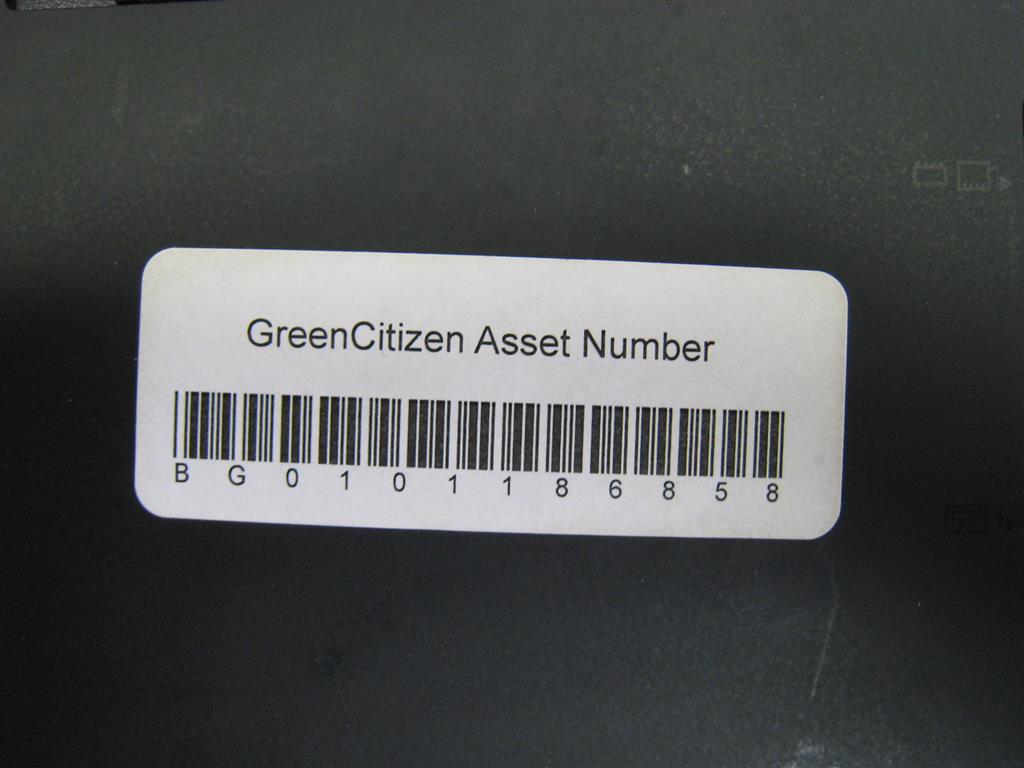 GreenCitizen Asset Number
B G 0 1 0 1 1 8 6 8 5 8